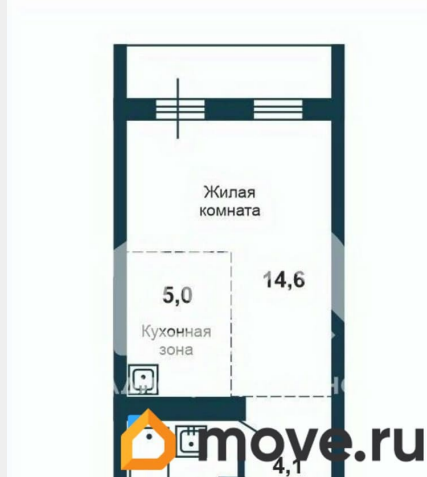 Жилая
комната
14,6
5,0
Кухонная
зона
move.ru
4,1